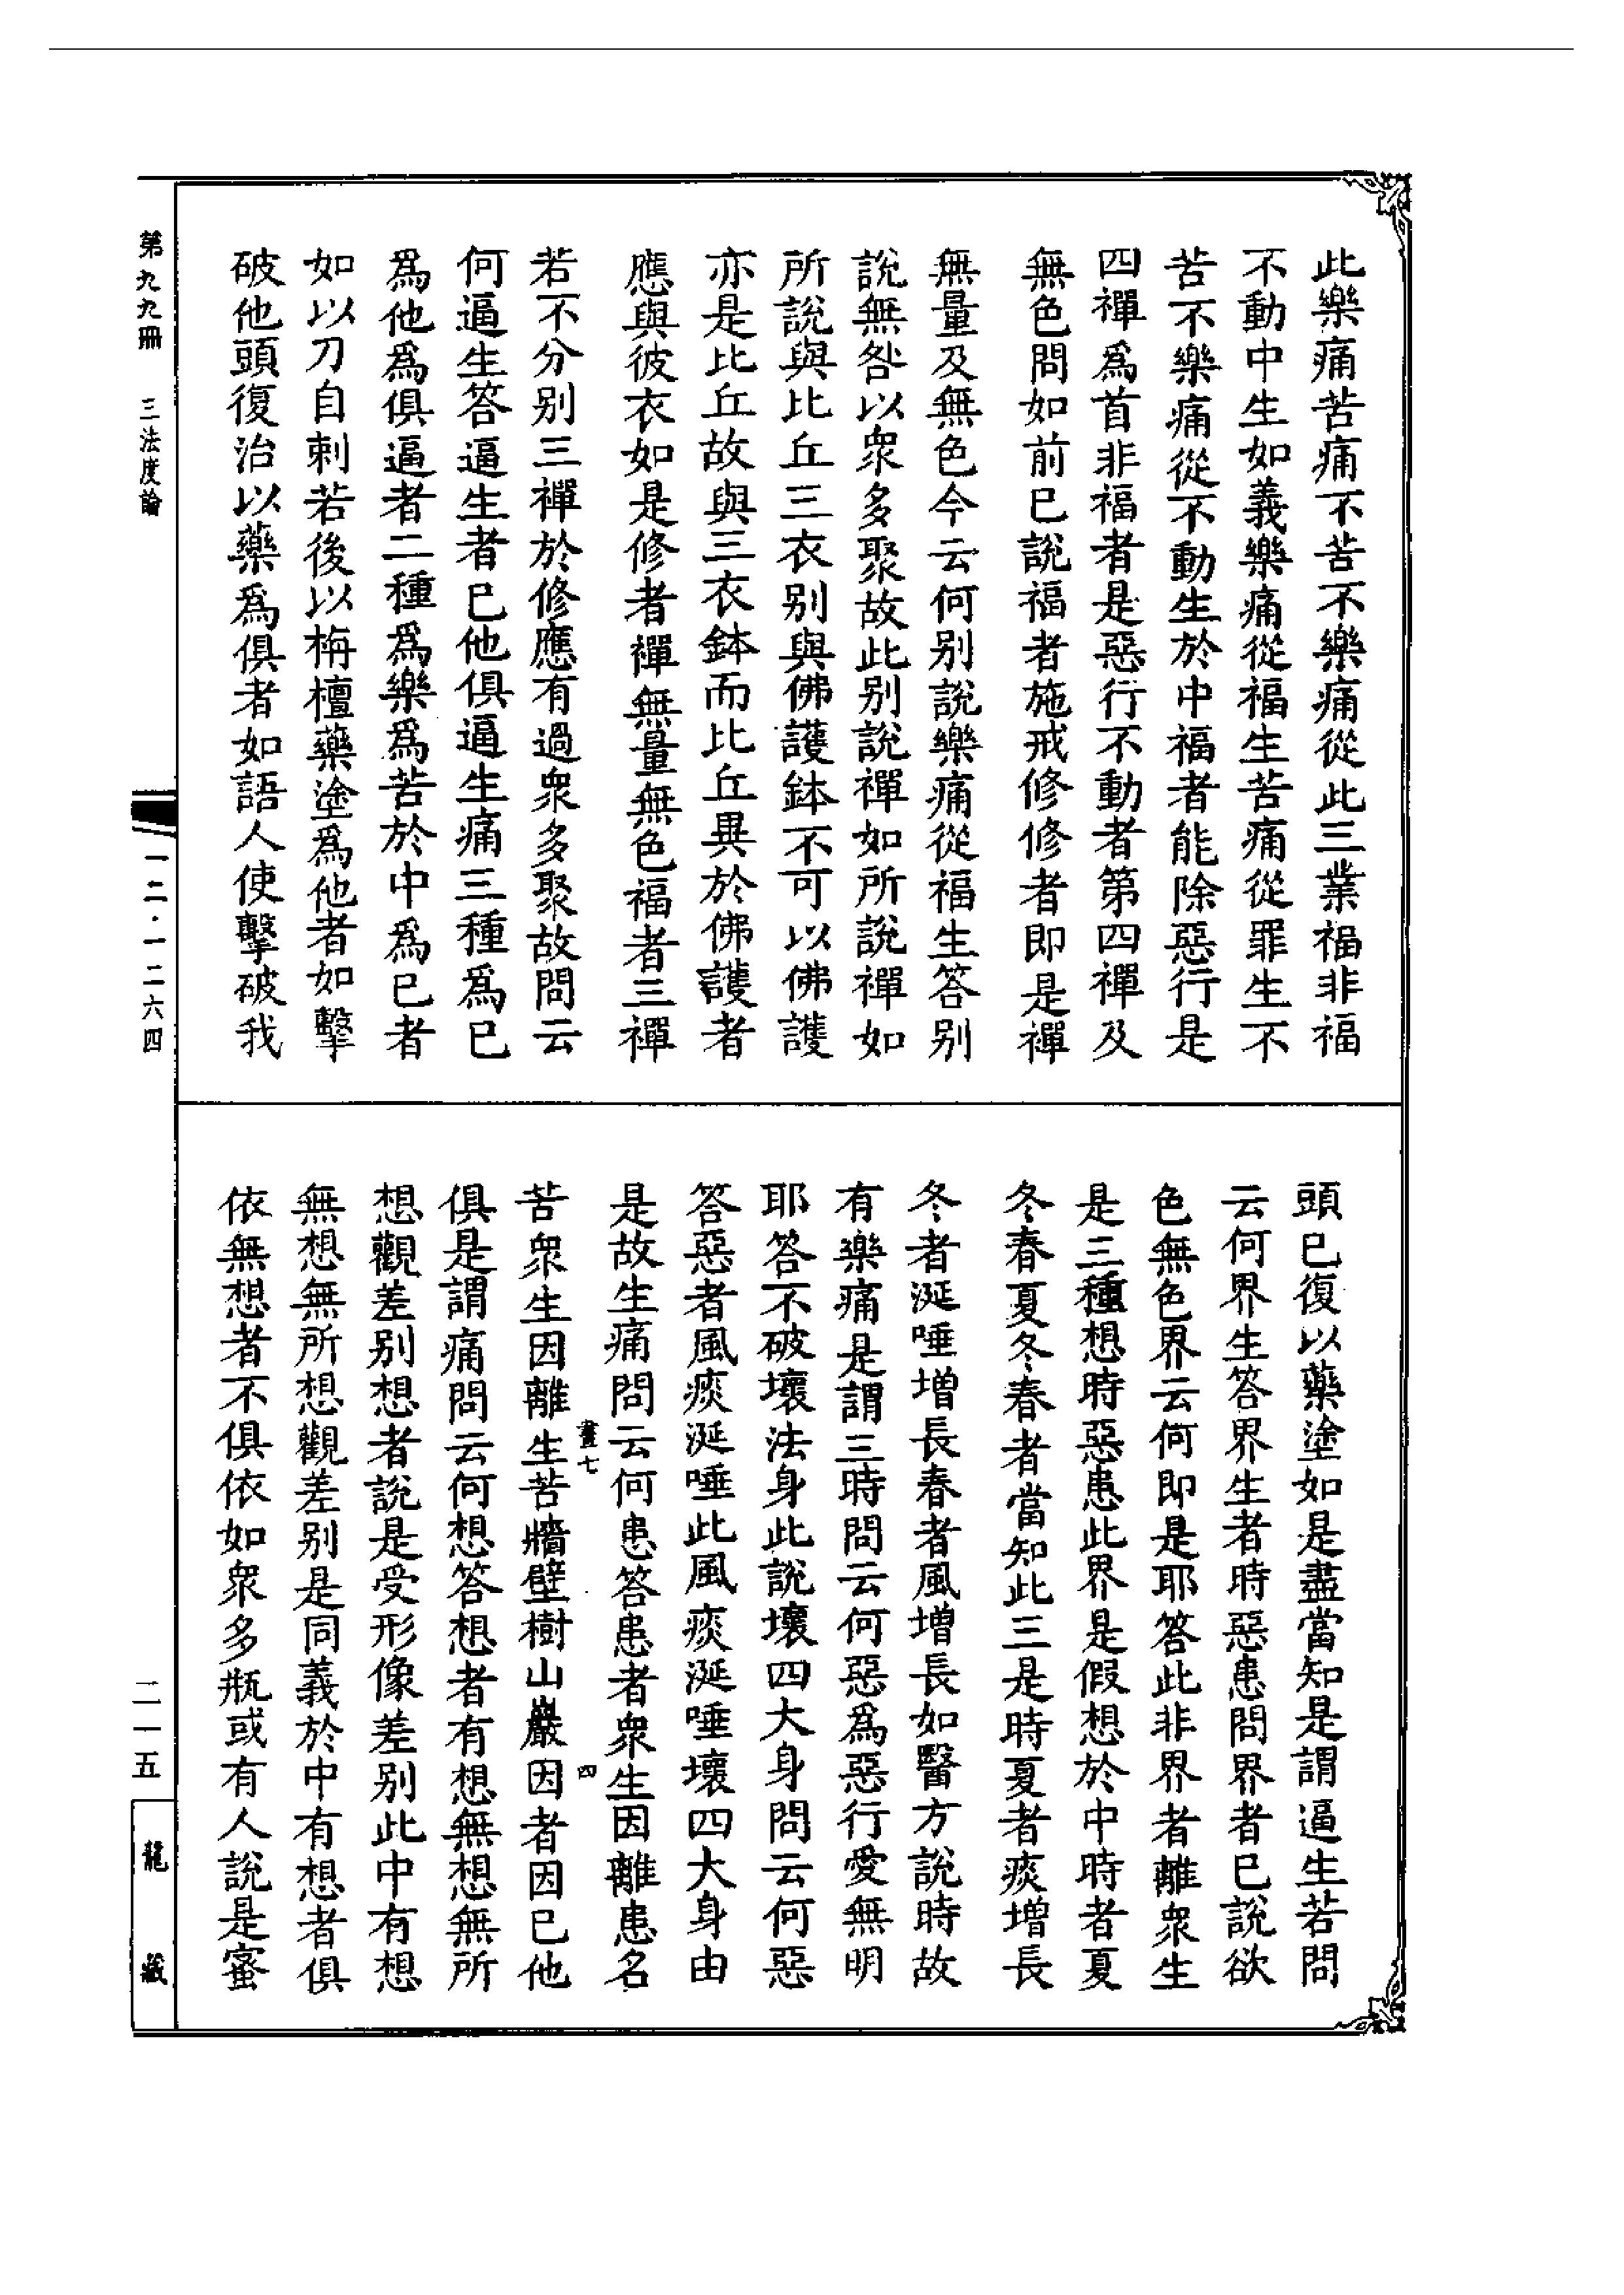 此樂痛苦痛不苦不樂痛從此三業福非福
不動中生如義樂痛從福生苦痛從罪生不
苦不樂痛從不動生於中福者能除惡行是
四禪爲首非福者是惡行不動者第四禪及
無色問如前已說福者施戒修修者即是禪
無量及無色今云何別說樂痛從福生答別
說無咎以衆多聚故此別說禪如所說禪如
所說與比丘三衣別與佛護鉢不可以佛護
亦是比丘故與三衣鉢而比丘異於佛護者
應與彼衣如是修者禪無量無色福者三禪
若不分別三禪於修應有過衆多聚故問云
何逼生答逼生者已他俱逼生痛三種爲已
爲他爲俱逼者二種爲樂爲苦於中爲已者
如以刀自刺若後以栴檀藥塗爲他者如擊
破他頭復治以藥爲俱者如語人使擊破我
頭已復以藥塗如是盡當知是謂逼生若問
云何界生答界生者時惡患問界者已說欲
色無色界云何即是耶答此非界者離衆生
是三種想時惡患此界是假想於中時者夏
冬春夏冬春者當知此三是時夏者痰增長
冬者涎唾增長春者風增長如醫方說時故
有樂痛是謂三時問云何惡爲惡行愛無明
耶答不破壞法身此說壞四大身問云何惡
答惡者風痰涎唾此風痰涎唾壞四大身由
是故生痛問云何患答患者衆生因離患名
苦衆生因離生苦牆壁樹山巖因者因已他
俱是謂痛問云何想答想者有想無想無所
想觀差別想者說是受形像差別此中有想
無想無所想觀差別是同義於中有想者俱
依無想者不俱依如衆多瓶或有人說是蜜
畫七
四
第九九冊
三法度論
一二·一二六四
二一五
龍藏